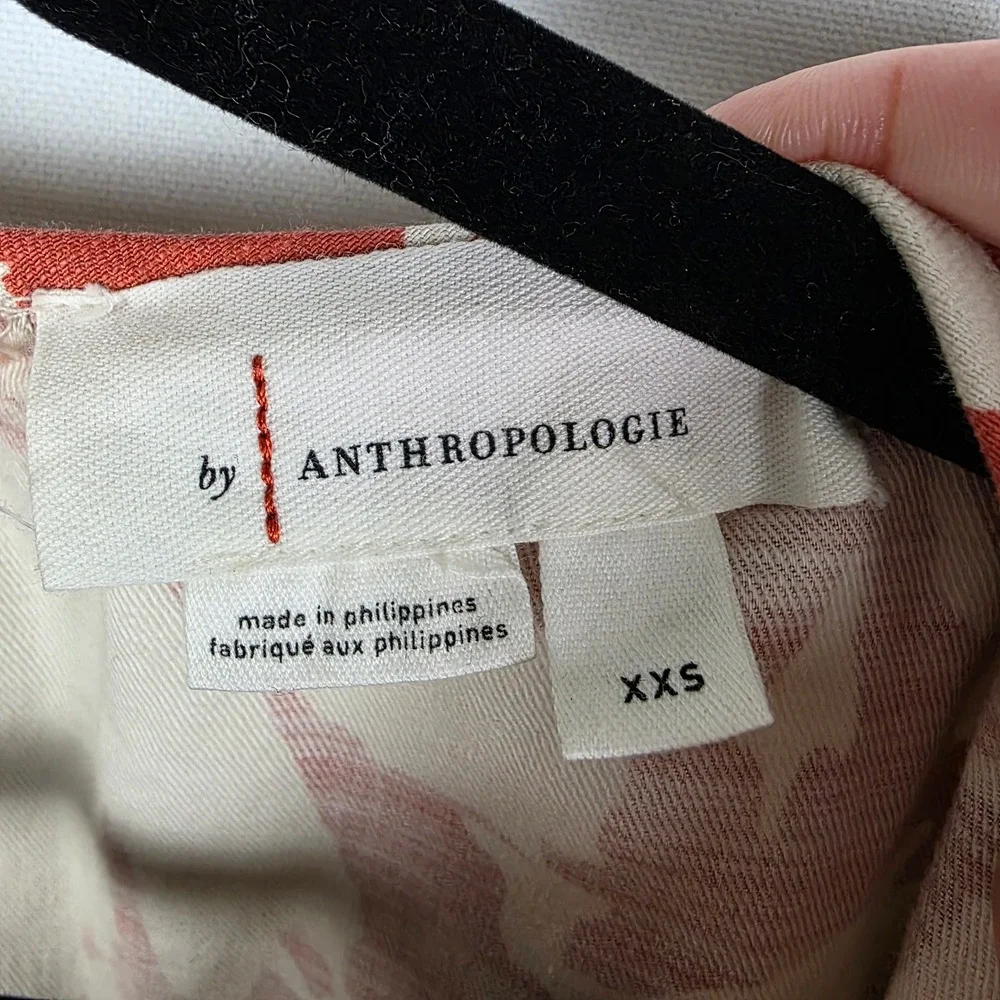 by ANTHROPOLOGIE
made in philippines
fabriqué aux philippines
XXS